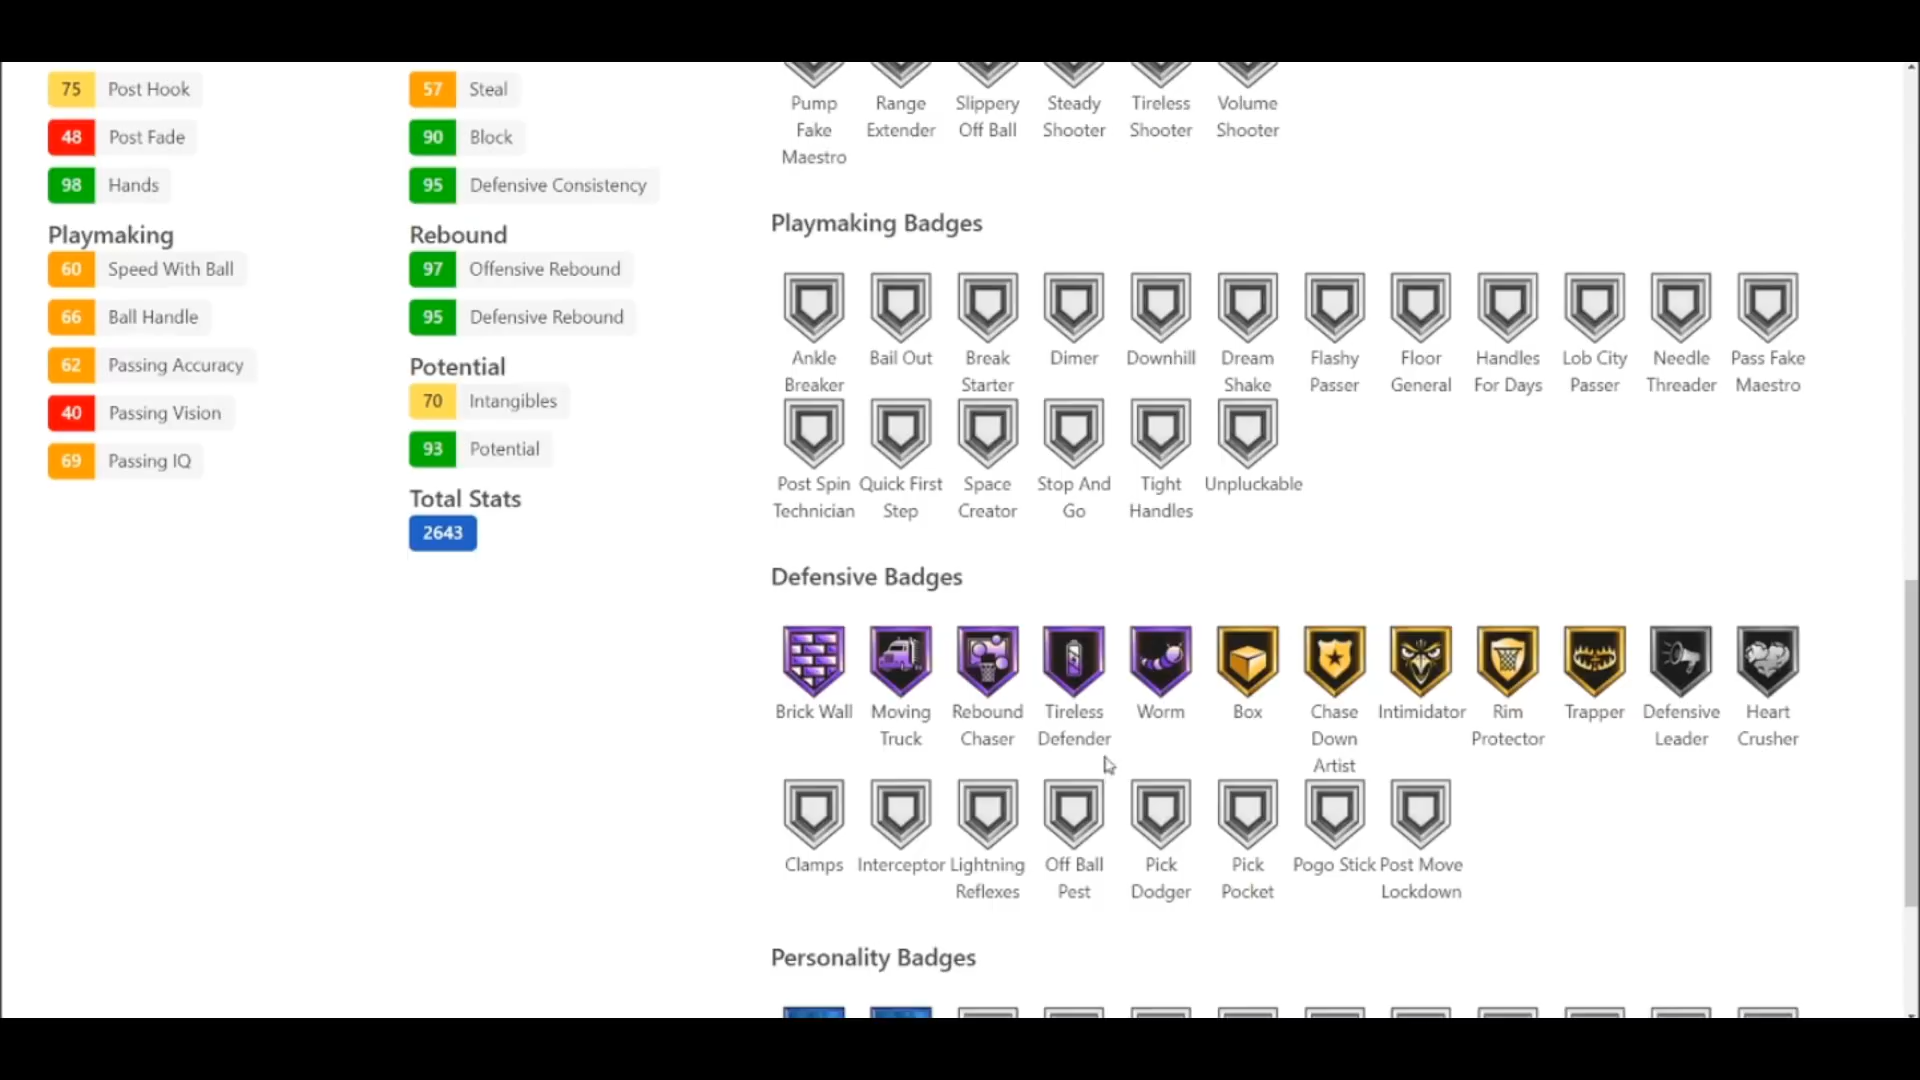 75 Post Hook
48 Post Fade
98 Hands
Playmaking
60 Speed With Ball
66 Ball Handle
62 Passing Accuracy
40 Passing Vision
69 Passing IQ
57 Steal
90 Block
95 Defensive Consistency
Rebound
97 Offensive Rebound
95 Defensive Rebound
Potential
70 Intangibles
93 Potential
Total Stats
2643
Pump Range Slippery Steady Tireless Volume
Fake Extender Off Ball Shooter Shooter Shooter
Maestro
Playmaking Badges
Ankle Bail Out Break Dimer Downhill Dream Flashy Floor Handles Lob City Needle Pass Fake
Breaker Starter Shake Passer General For Days Passer Threader Maestro
Post Spin Quick First Space Stop And Tight Unpluckable
Technician Step Creator Go Handles
Defensive Badges
Brick Wall Moving Rebound Tireless Worm Box Chase Intimidator Rim Trapper Defensive Heart
Truck Chaser Defender Down Protector Leader Crusher
Artist
Clamps Interceptor Lightning Off Ball Pick Pick Pogo Stick Post Move
Reflexes Pest Dodger Pocket Lockdown
Personality Badges